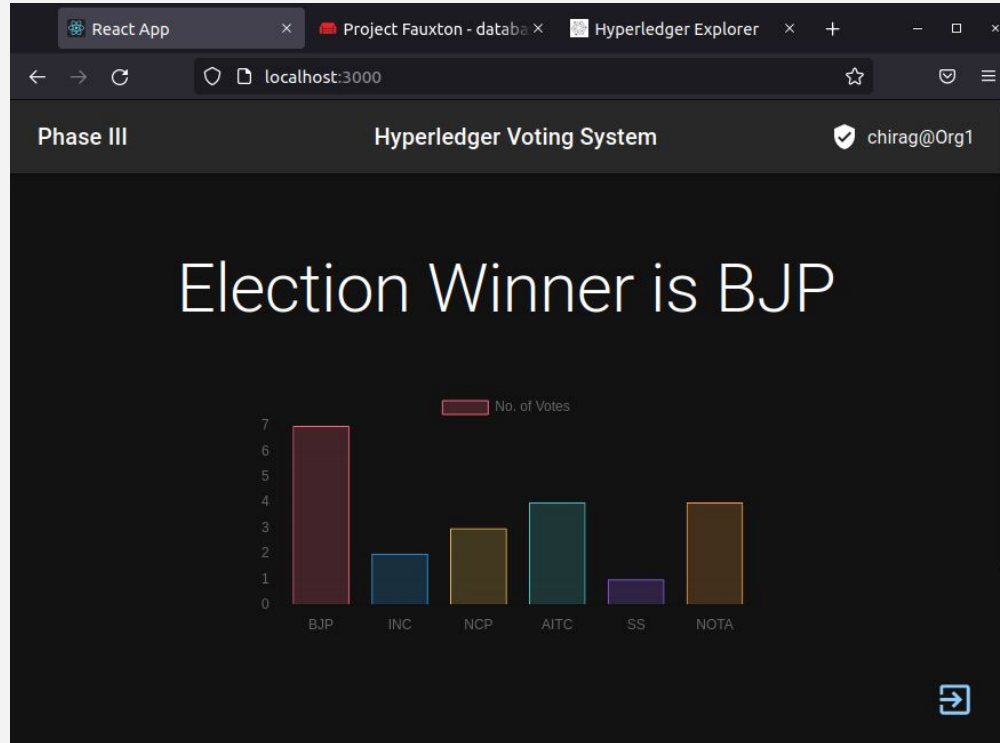 React App
Project Fauxton - databa
Hyperledger Explorer
localhost:3000
Phase III
Hyperledger Voting System
chirag@Org1
Election Winner is BJP
No. of Votes
7
6
5
4
3
2
1
0
BJP INC NCP AITC SS NOTA